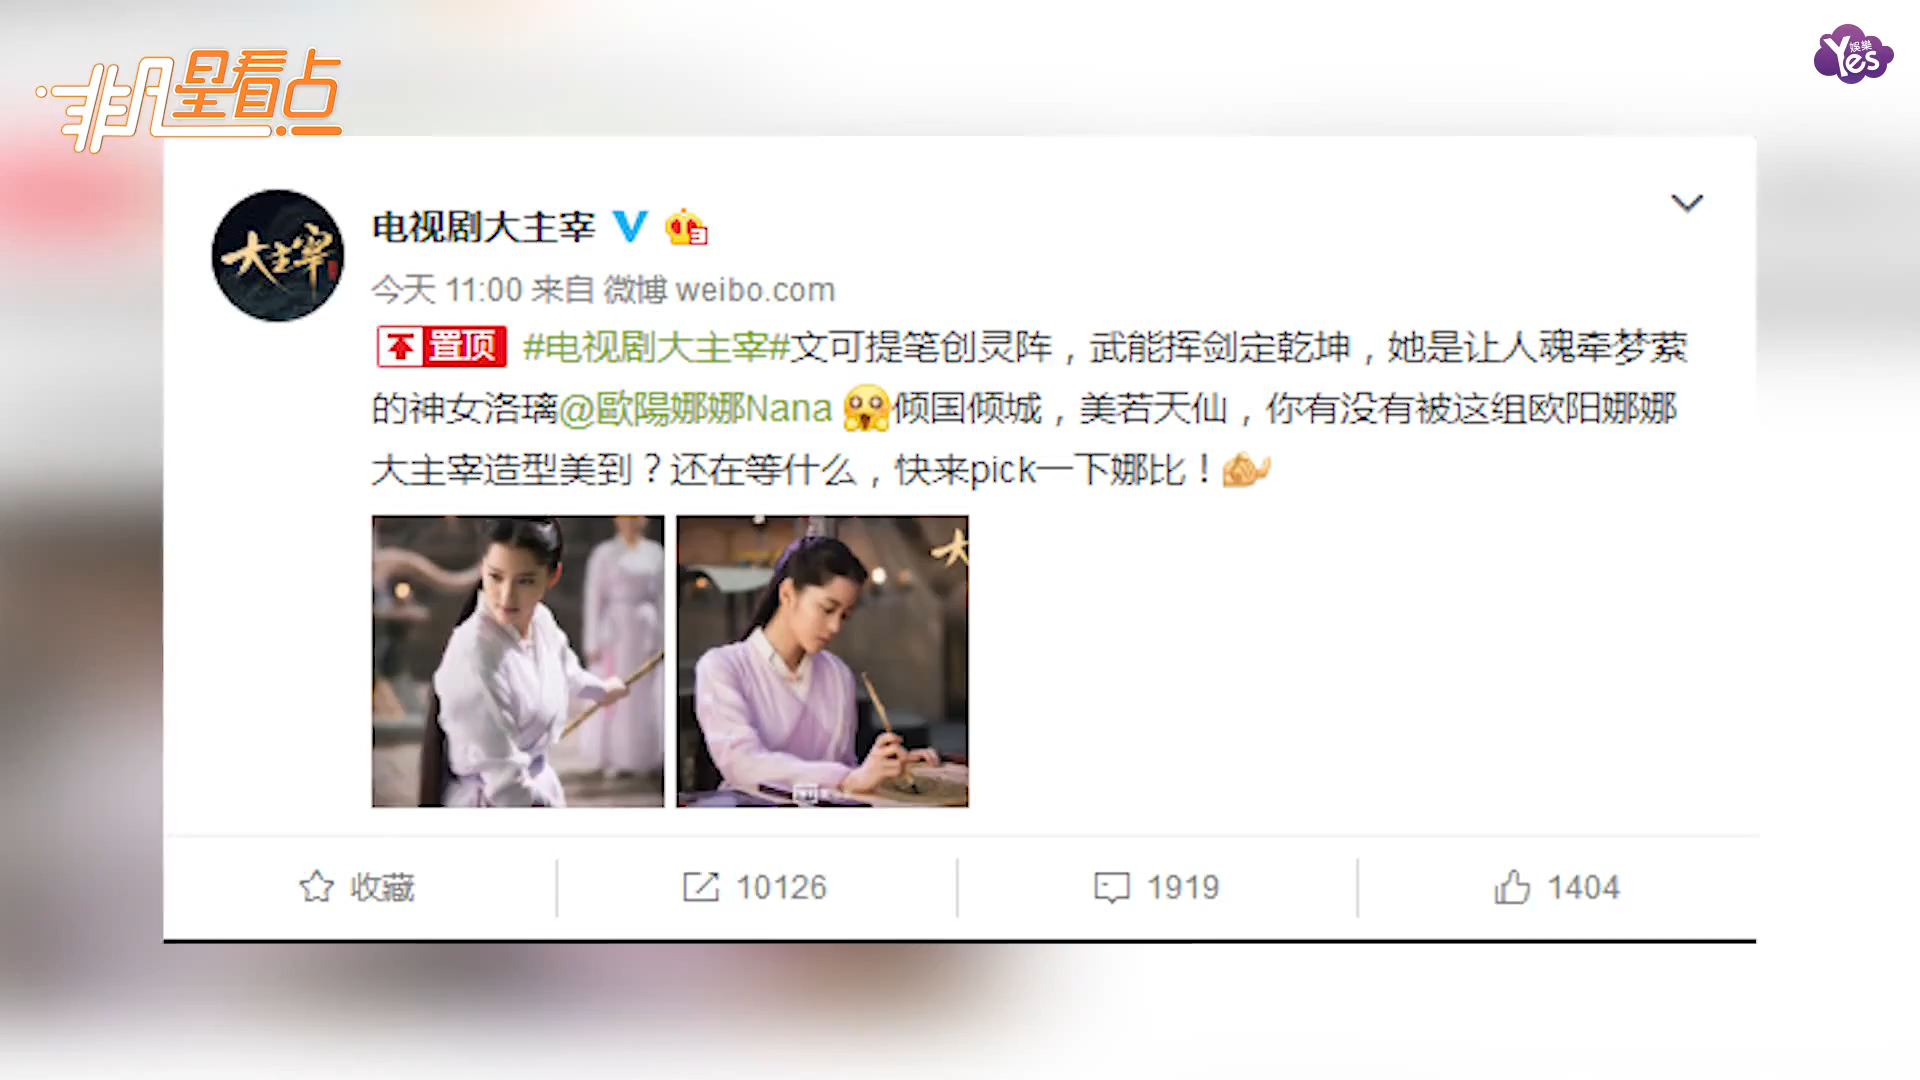 非凡星看点
Yes
娱樂
大主宰
电视剧大主宰
今天 11:00 来自 微博 weibo.com
置顶 #电视剧大主宰#文可提笔创灵阵，武能挥剑定乾坤，她是让人魂牵梦萦
的神女洛璃@歐陽娜娜Nana 倾国倾城，美若天仙，你有没有被这组欧阳娜娜
大主宰造型美到？还在等什么，快来pick一下娜比！
大
收藏
10126
1919
1404